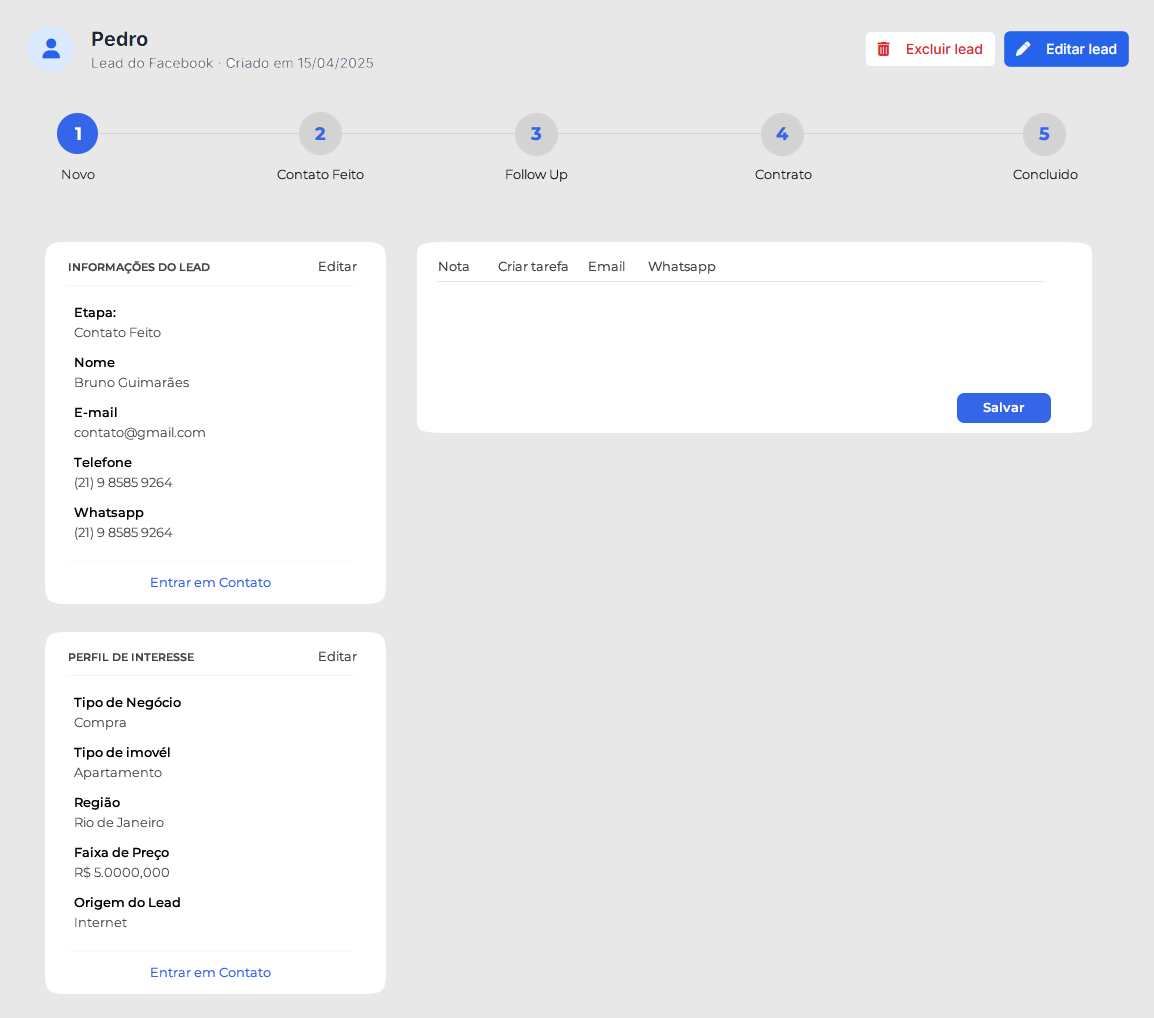 Pedro
Lead do Facebook · Criado em 15/04/2025
Excluir lead
Editar lead
1
2
3
4
5
Novo
Contato Feito
Follow Up
Contrato
Concluido
INFORMAÇÕES DO LEAD
Editar
Etapa:
Contato Feito
Nome
Bruno Guimarães
E-mail
contato@gmail.com
Telefone
(21) 9 8585 9264
Whatsapp
(21) 9 8585 9264
Entrar em Contato
Nota
Criar tarefa
Email
Whatsapp
Salvar
PERFIL DE INTERESSE
Editar
Tipo de Negócio
Compra
Tipo de imovél
Apartamento
Região
Rio de Janeiro
Faixa de Preço
R$ 5.0000,000
Origem do Lead
Internet
Entrar em Contato